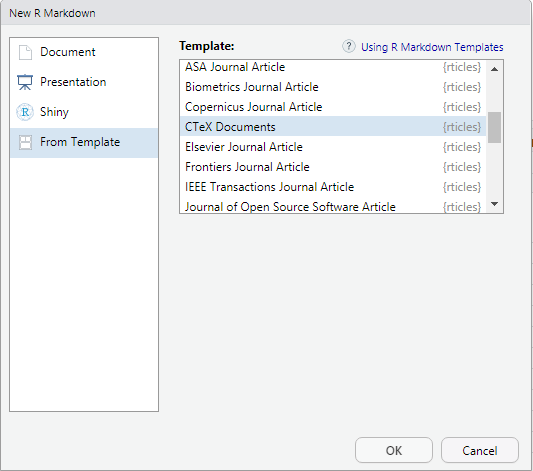 New R Markdown
Document
Presentation
R Shiny
From Template
Template:
? Using R Markdown Templates
ASA Journal Article {rticles}
Biometrics Journal Article {rticles}
Copernicus Journal Article {rticles}
CTeX Documents {rticles}
Elsevier Journal Article {rticles}
Frontiers Journal Article {rticles}
IEEE Transactions Journal Article {rticles}
Journal of Open Source Software Article {rticles}
OK Cancel